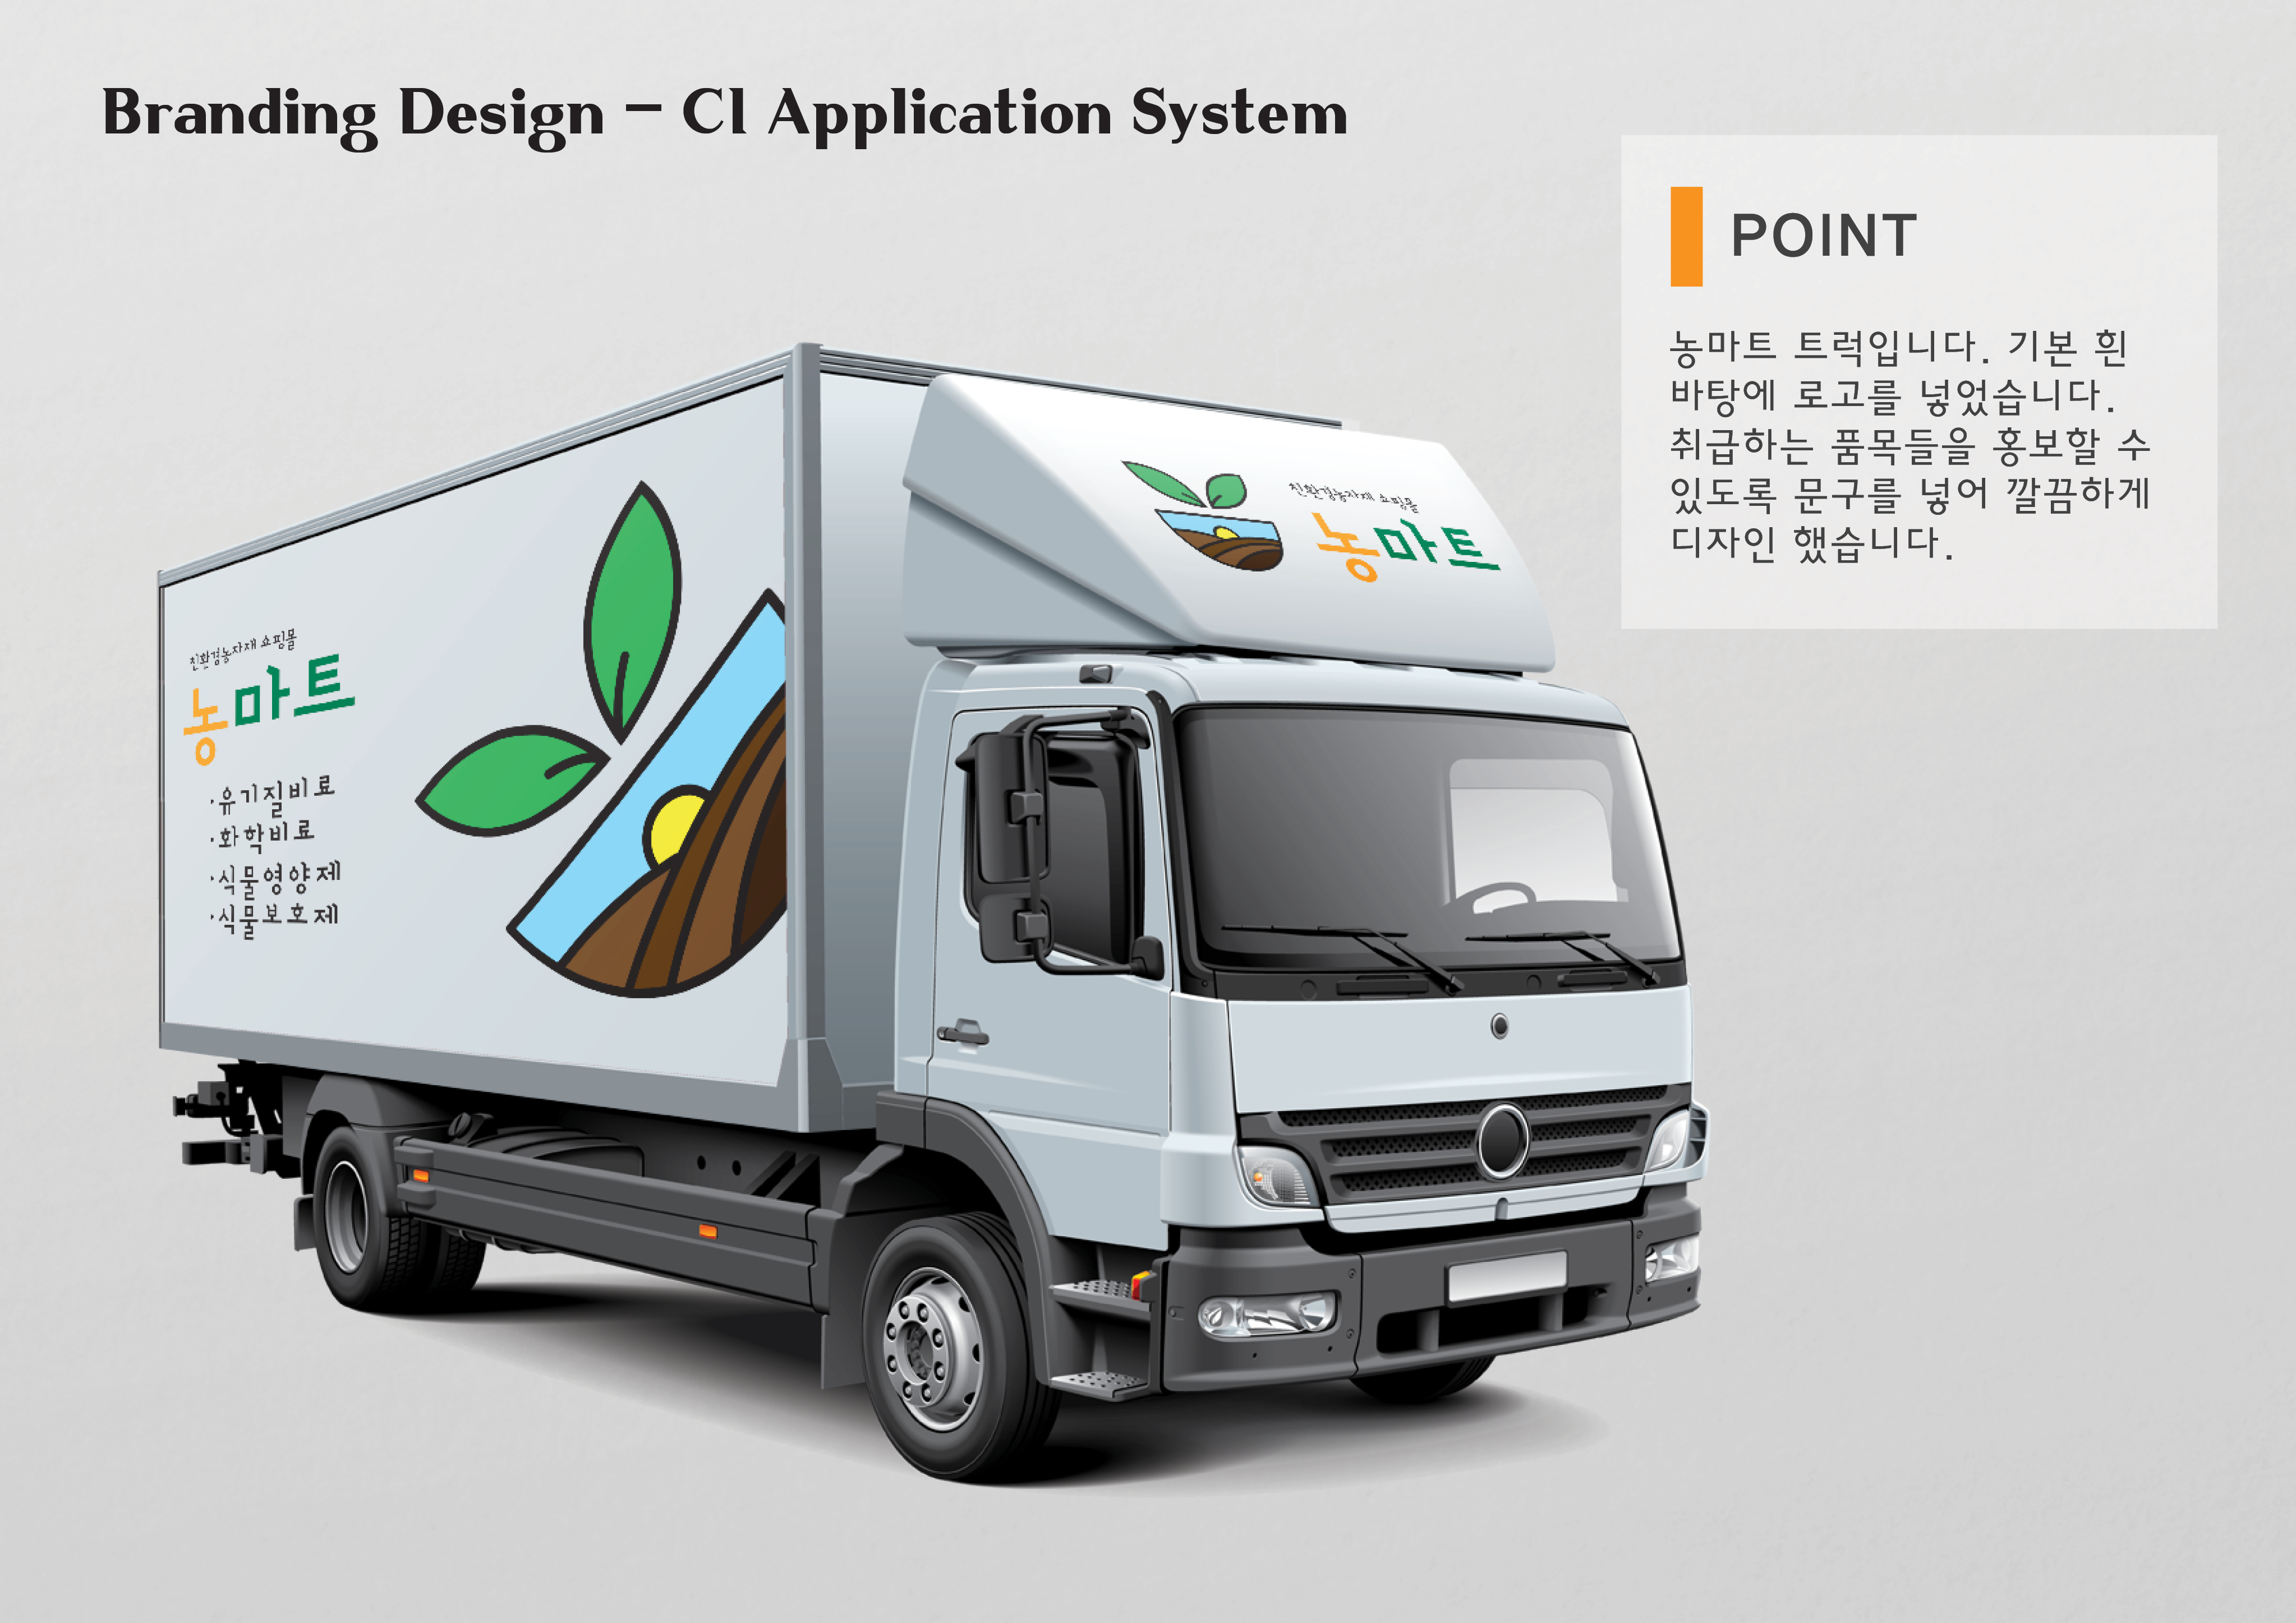 Branding Design – CI Application System
POINT
농마트 트럭입니다. 기본 흰
바탕에 로고를 넣었습니다.
취급하는 품목들을 홍보할 수
있도록 문구를 넣어 깔끔하게
디자인 했습니다.
친환경농자재 쇼핑몰
농마트
친환경농자재 쇼핑몰
농마트
·유기질비료
·화학비료
·식물영양제
·식물보호제